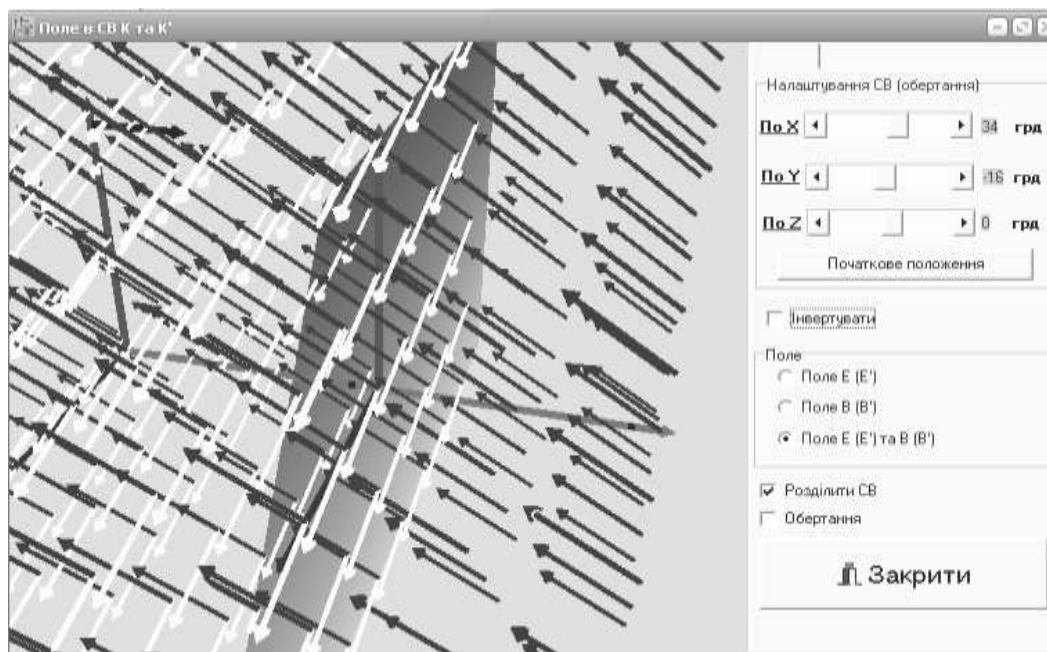 Поле в СВ К та К'
Налаштування СВ (обертання)
По X 34 грд
По Y -16 грд
По Z 0 грд
Початкове положення
Інвертувати
Поле
Поле E (E')
Поле B (B')
Поле E (E') та B (B')
Розділити СВ
Обертання
Закрити